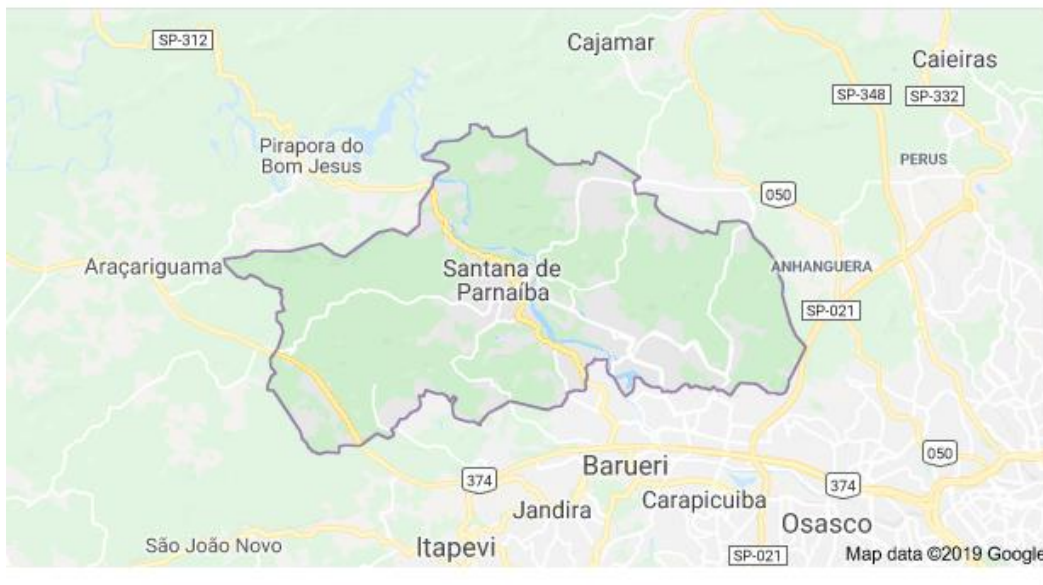 SP-312
Cajamar
Caieiras
SP-348
SP-332
Pirapora do
Bom Jesus
PERUS
050
Araçariguama
Santana de
Parnaíba
ANHANGUERA
SP-021
050
Barueri
374
374
Carapicuiba
Jandira
Osasco
São João Novo
Itapevi
SP-021
Map data ©2019 Google